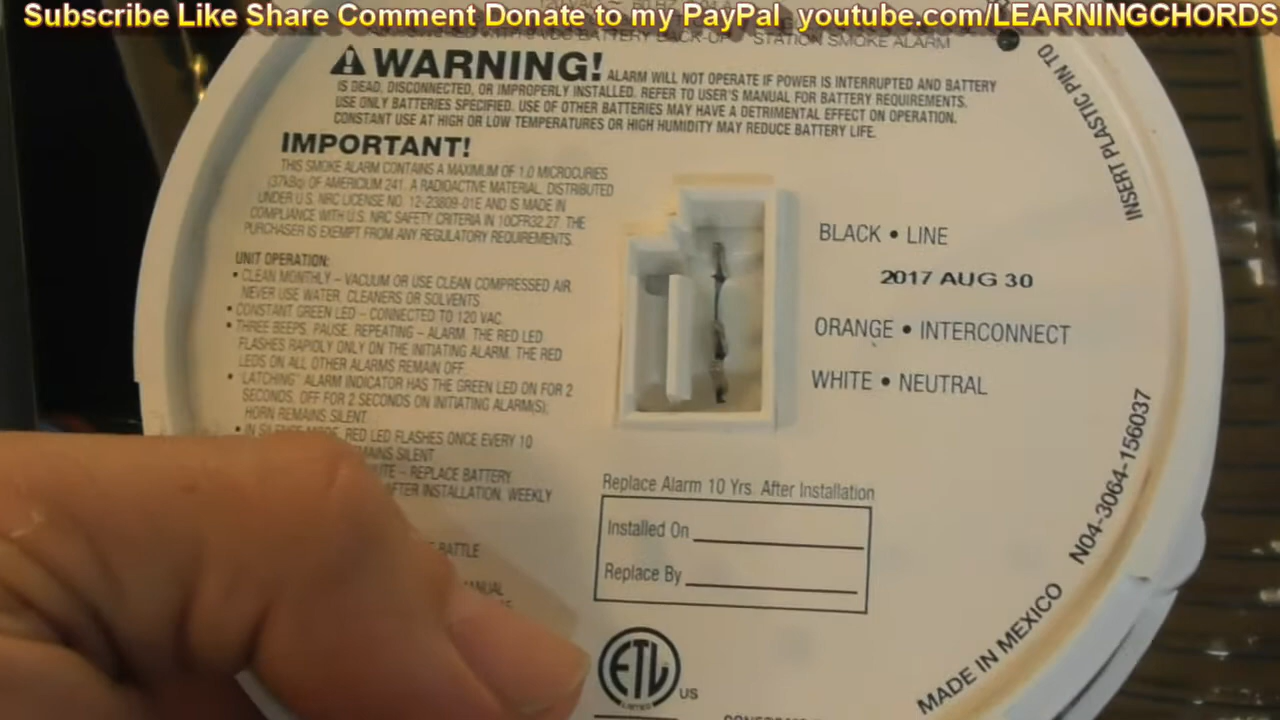 Subscribe Like Share Comment Donate to my PayPal youtube.com/LEARNINGCHORDS
BATTERY BACK-UP STATION SMOKE ALARM
WARNING! ALARM WILL NOT OPERATE IF POWER IS INTERRUPTED AND BATTERY
IS DEAD, DISCONNECTED, OR IMPROPERLY INSTALLED. REFER TO USER'S MANUAL FOR BATTERY REQUIREMENTS.
USE ONLY BATTERIES SPECIFIED. USE OF OTHER BATTERIES MAY HAVE A DETRIMENTAL EFFECT ON OPERATION.
CONSTANT USE AT HIGH OR LOW TEMPERATURES OR HIGH HUMIDITY MAY REDUCE BATTERY LIFE.
IMPORTANT!
THIS SMOKE ALARM CONTAINS A MAXIMUM OF 1.0 MICROCURIES
(37kBq) OF AMERICIUM 241, A RADIOACTIVE MATERIAL, DISTRIBUTED
UNDER U.S. NRC LICENSE NO. 12-23809-01E AND IS MADE IN
COMPLIANCE WITH U.S. NRC SAFETY CRITERIA IN 10CFR32.27. THE
PURCHASER IS EXEMPT FROM ANY REGULATORY REQUIREMENTS.
UNIT OPERATION:
• CLEAN MONTHLY – VACUUM OR USE CLEAN COMPRESSED AIR.
NEVER USE WATER, CLEANERS OR SOLVENTS
• CONSTANT GREEN LED – CONNECTED TO 120 VAC
• THREE BEEPS, PAUSE, REPEATING – ALARM. THE RED LED
FLASHES RAPIDLY ONLY ON THE INITIATING ALARM. THE RED
LEDS ON ALL OTHER ALARMS REMAIN OFF.
• "LATCHING" ALARM INDICATOR HAS THE GREEN LED ON FOR 2
SECONDS, OFF FOR 2 SECONDS ON INITIATING ALARM(S);
HORN REMAINS SILENT.
• IN SILENCE MODE, RED LED FLASHES ONCE EVERY 10
REMAINS SILENT
– REPLACE BATTERY
AFTER INSTALLATION, WEEKLY
BATTLE
MANUAL
INSERT PLASTIC PIN TO
BLACK • LINE
2017 AUG 30
ORANGE • INTERCONNECT
WHITE • NEUTRAL
Replace Alarm 10 Yrs. After Installation
Installed On
Replace By
ETL
LISTED
US
MADE IN MEXICO N04-3064-156037